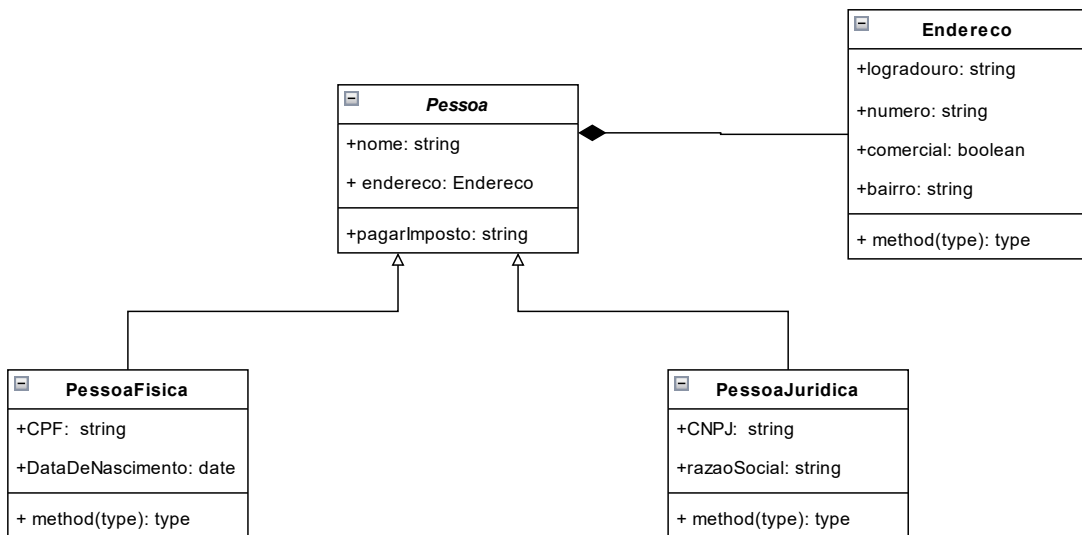 Endereco
+logradouro: string
+numero: string
+comercial: boolean
+bairro: string
+ method(type): type
Pessoa
+nome: string
+ endereco: Endereco
+pagarImposto: string
PessoaFisica
+CPF:  string
+DataDeNascimento: date
+ method(type): type
PessoaJuridica
+CNPJ:  string
+razaoSocial: string
+ method(type): type